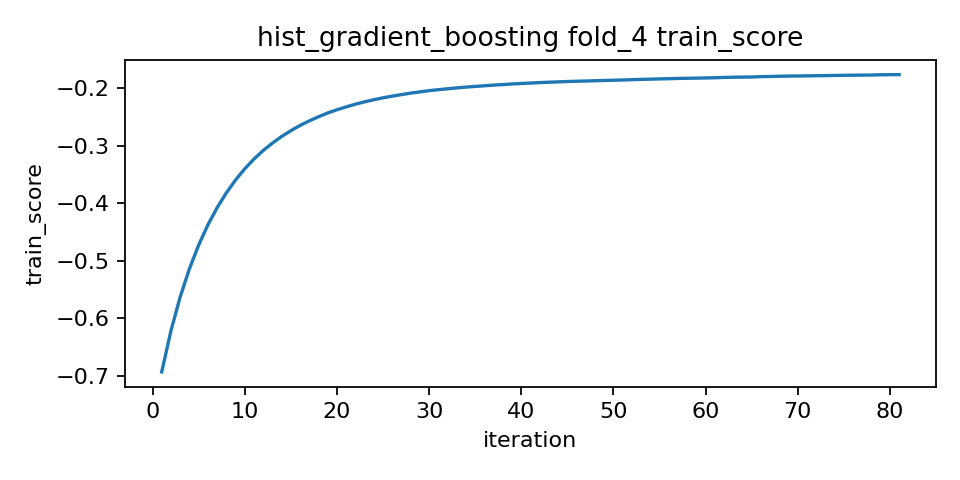 hist_gradient_boosting fold_4 train_score
train_score
−0.2
−0.3
−0.4
−0.5
−0.6
−0.7
0 10 20 30 40 50 60 70 80
iteration